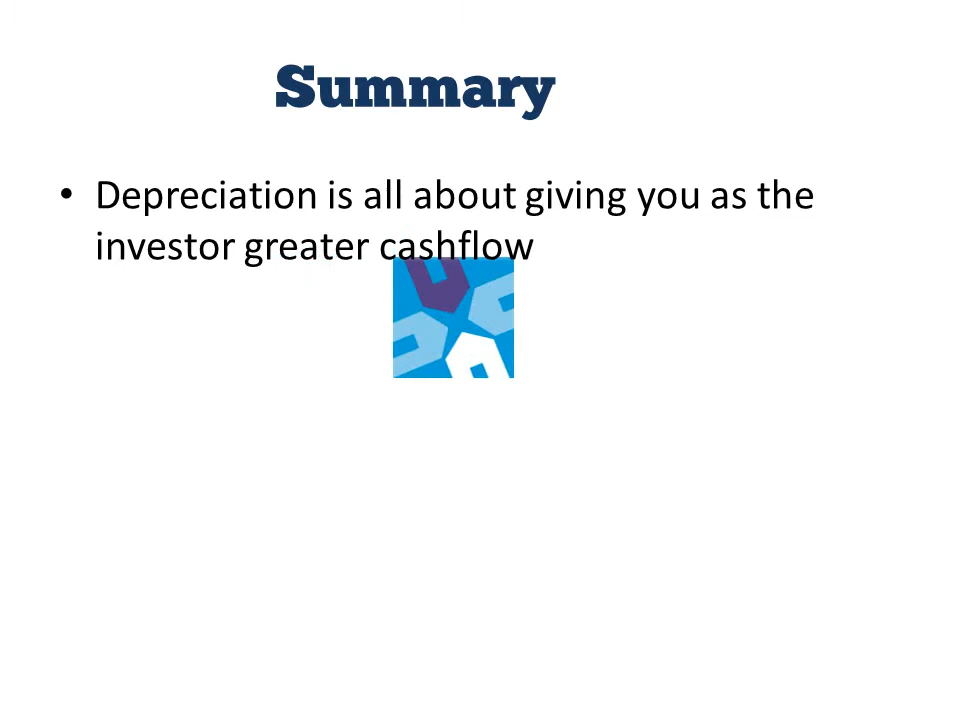 Summary
• Depreciation is all about giving you as the
investor greater cashflow